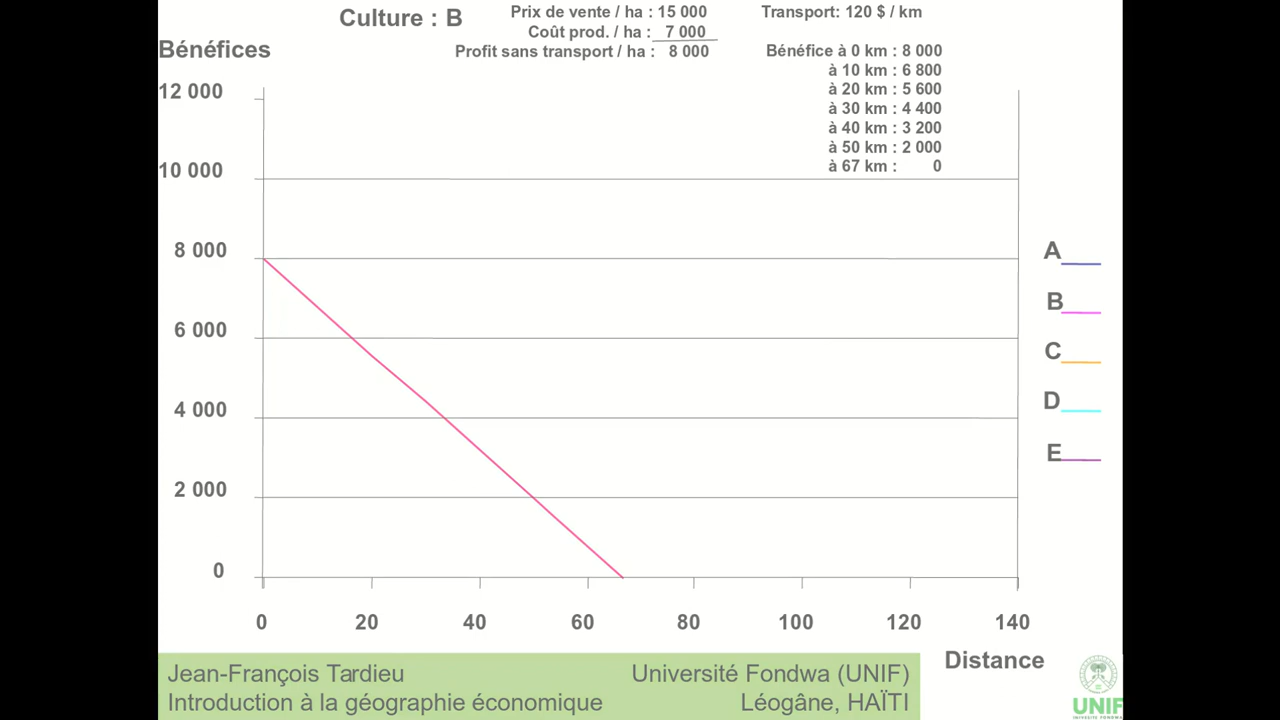 Culture : B
Prix de vente / ha : 15 000
Coût prod. / ha : 7 000
Profit sans transport / ha : 8 000
Transport: 120 $ / km
Bénéfice à 0 km : 8 000
à 10 km : 6 800
à 20 km : 5 600
à 30 km : 4 400
à 40 km : 3 200
à 50 km : 2 000
à 67 km : 0
Bénéfices
12 000
10 000
8 000
6 000
4 000
2 000
0
0 20 40 60 80 100 120 140
Distance
A
B
C
D
E
Jean-François Tardieu
Introduction à la géographie économique
Université Fondwa (UNIF)
Léogâne, HAÏTI
UNIF
UNIVERSITÉ FONDWA